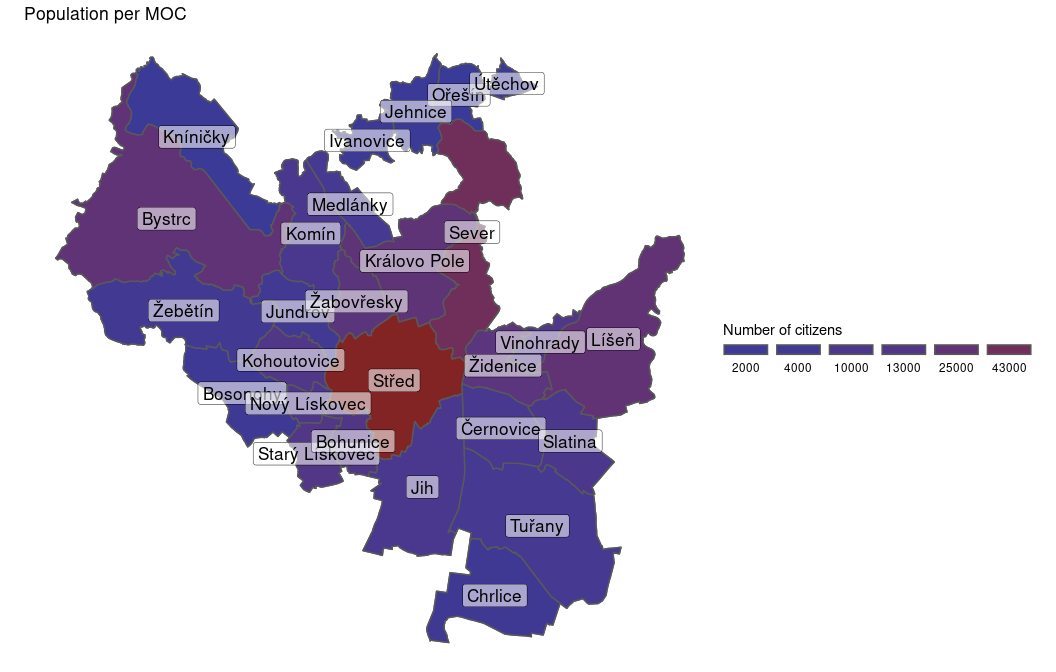 Population per MOC
Útěchov
Ořešín
Jehnice
Ivanovice
Kníničky
Medlánky
Bystrc
Komín
Sever
Královo Pole
Žabovřesky
Žebětín
Jundrov
Líšeň
Vinohrady
Kohoutovice
Židenice
Střed
Bosonohy
Nový Lískovec
Černovice
Slatina
Bohunice
Starý Lískovec
Jih
Tuřany
Chrlice
Number of citizens
2000 4000 10000 13000 25000 43000